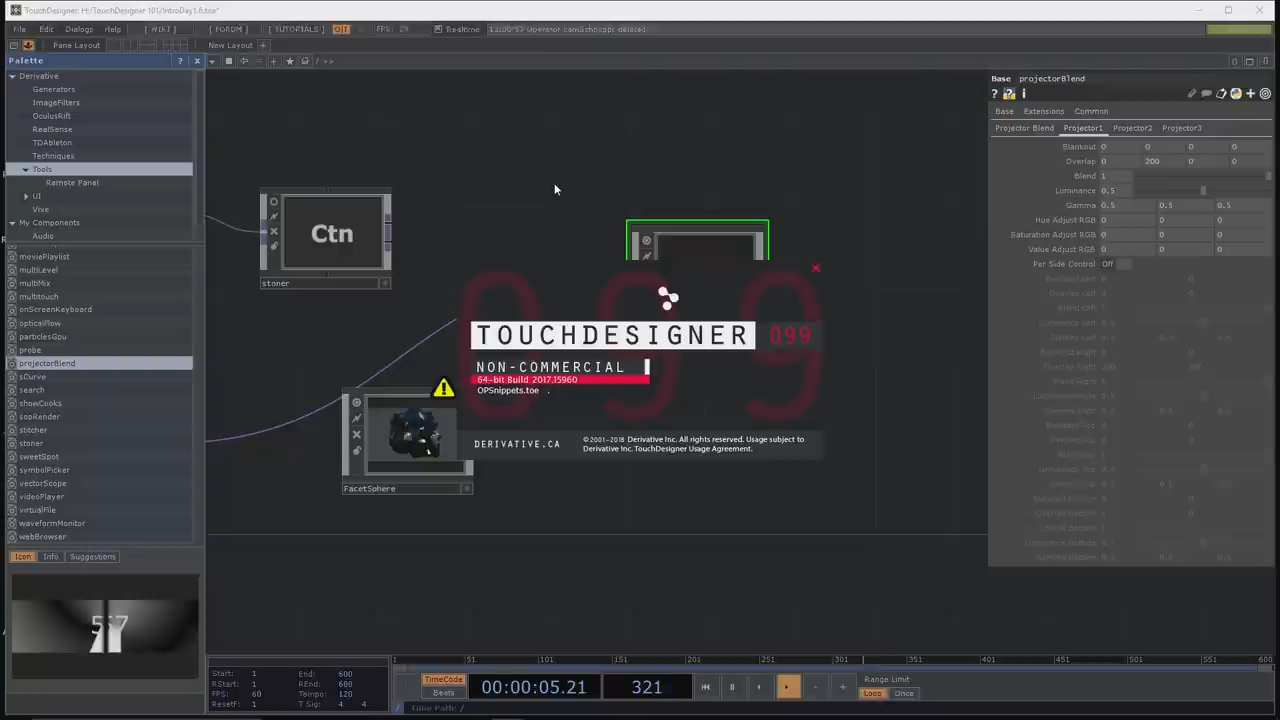 TouchDesigner: H:/TouchDesigner 101/IntroDay1.6.toe*
File Edit Dialogs Help [ WIKI ] [ FORUM ] [ TUTORIALS ] OII FPS: 29 Realtime
Pane Layout New Layout +
Palette ? x
Derivative
Generators
ImageFilters
OculusRift
RealSense
TDAbleton
Techniques
Tools
Remote Panel
UI
Vive
My Components
Audio
moviePlaylist
multiLevel
multiMix
multitouch
onScreenKeyboard
opticalFlow
particlesGpu
probe
projectorBlend
sCurve
search
showCooks
sopRender
stitcher
stoner
sweetSpot
symbolPicker
vectorScope
videoPlayer
virtualFile
waveformMonitor
webBrowser
Icon Info Suggestions
557
/ >>
Ctn
stoner
FacetSphere
TOUCHDESIGNER 099
NON-COMMERCIAL
64-bit Build 2017.15960
OPSnippets.toe .
DERIVATIVE.CA
©2001-2018 Derivative Inc. All rights reserved. Usage subject to
Derivative Inc. TouchDesigner Usage Agreement.
Base projectorBlend
? i
Base Extensions Common
Projector Blend Projector1 Projector2 Projector3
Blankout 0 0 0 0
Overlap 0 200 0 0
Blend 1
Luminance 0.5
Gamma 0.5 0.5 0.5
Hue Adjust RGB 0 0 0
Saturation Adjust RGB 0 0 0
Value Adjust RGB 0 0 0
Per Side Control Off
1 51 101 151 201 251 301 351 401 451 501 551 600
Start: 1 End: 600
RStart: 1 REnd: 600
FPS: 60 Tempo: 120
ResetF: 1 T Sig: 4 4
TimeCode
Beats
00:00:05.21
321
- +
Range Limit
Loop Once
/ Time Path: /